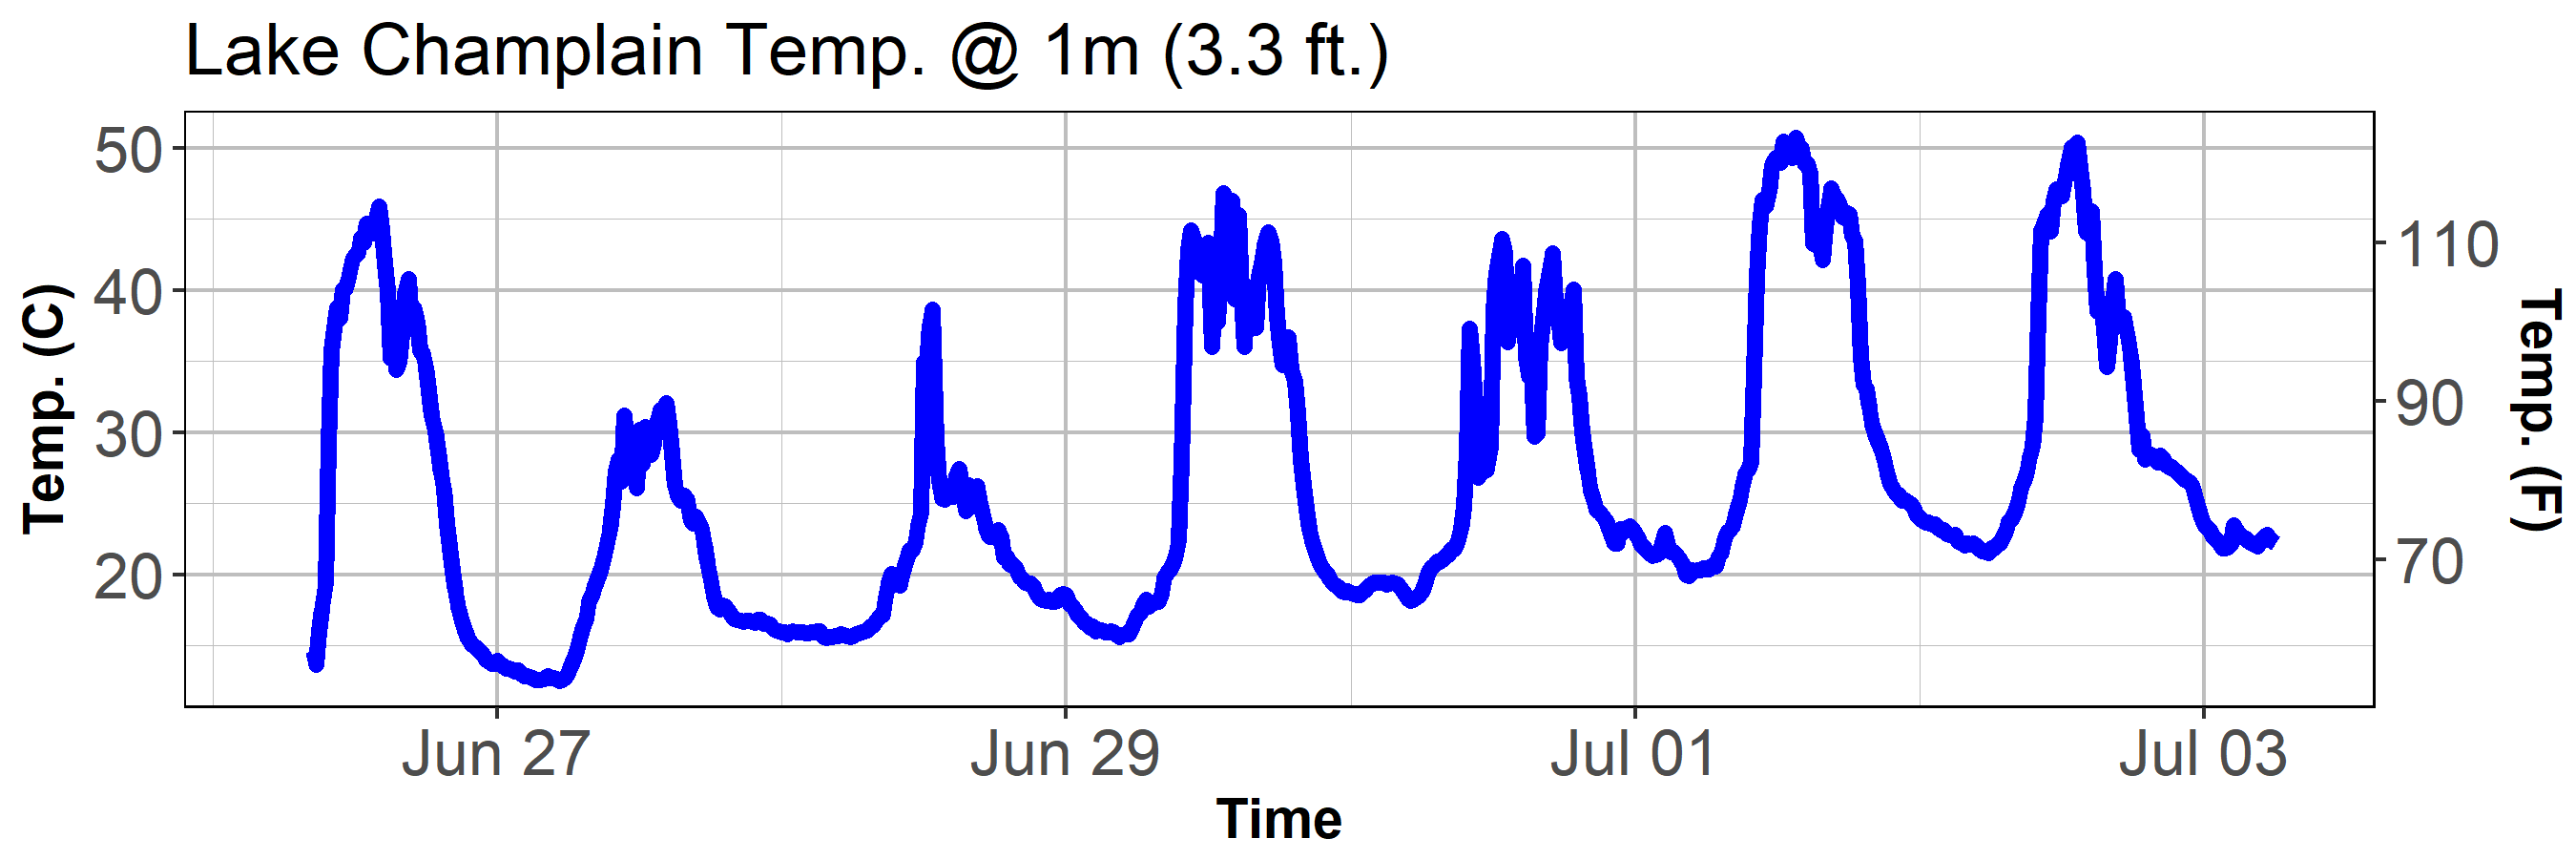 Lake Champlain Temp. @ 1m (3.3 ft.)
50
40
30
20
Temp. (C)
110
90
70
Temp. (F)
Jun 27 Jun 29 Jul 01 Jul 03
Time